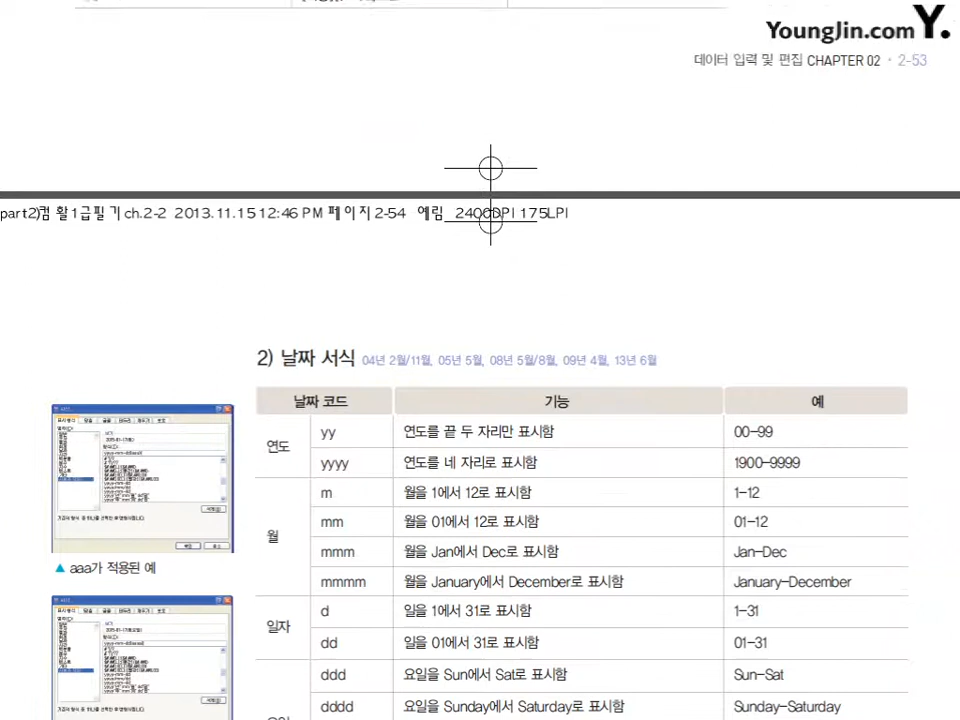 YoungJin.com Y.
데이터 입력 및 편집 CHAPTER 02 • 2-53
part2)컴 활1급필 기 ch.2-2 2013.11.15 12:46 PM 페이지 2-54 예림 2400DPI 175LPI
2) 날짜 서식 04년 2월/11월, 05년 5월, 08년 5월/8월, 09년 4월, 13년 6월
날짜 코드 기능 예
연도 yy 연도를 끝 두 자리만 표시함 00-99
yyyy 연도를 네 자리로 표시함 1900-9999
월 m 월을 1에서 12로 표시함 1-12
mm 월을 01에서 12로 표시함 01-12
mmm 월을 Jan에서 Dec로 표시함 Jan-Dec
mmmm 월을 January에서 December로 표시함 January-December
일자 d 일을 1에서 31로 표시함 1-31
dd 일을 01에서 31로 표시함 01-31
ddd 요일을 Sun에서 Sat로 표시함 Sun-Sat
dddd 요일을 Sunday에서 Saturday로 표시함 Sunday-Saturday
▲ aaa가 적용된 예